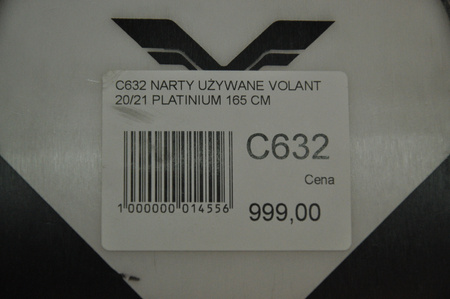 C632 NARTY UŻYWANE VOLANT
20/21 PLATINIUM 165 CM
C632
Cena
1 000000 014556
999,00